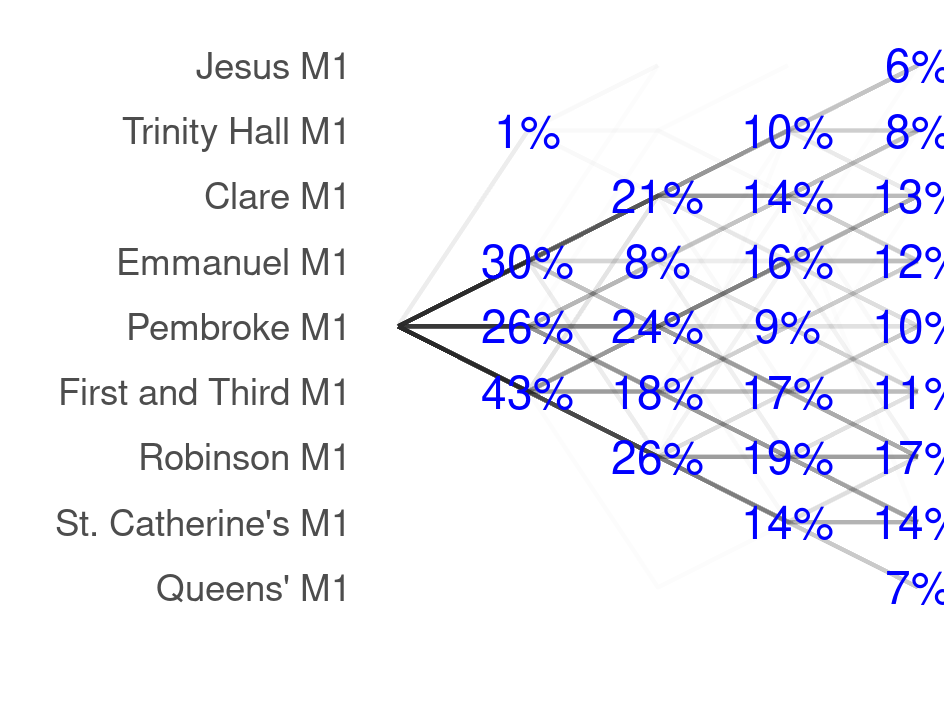 Jesus M1 6%
Trinity Hall M1 1% 10% 8%
Clare M1 21% 14% 13%
Emmanuel M1 30% 8% 16% 12%
Pembroke M1 26% 24% 9% 10%
First and Third M1 43% 18% 17% 11%
Robinson M1 26% 19% 17%
St. Catherine's M1 14% 14%
Queens' M1 7%